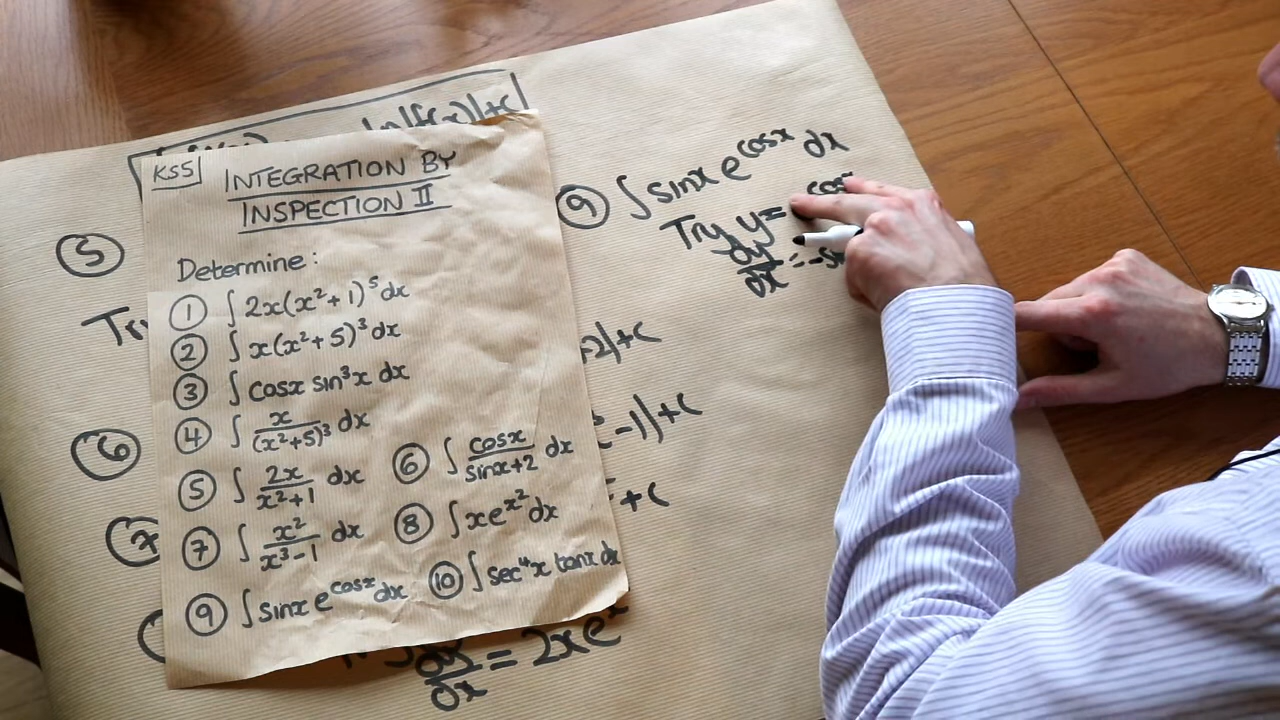 ln|f(x)|+c
KS5
INTEGRATION BY
INSPECTION II
Determine:
① ∫ 2x(x²+1)⁵ dx
② ∫ x(x²+5)³ dx
③ ∫ cosx sin³x dx
④ ∫ x/(x²+5)³ dx
⑤ ∫ 2x/(x²+1) dx
⑥ ∫ cosx/(sinx+2) dx
⑦ ∫ x²/(x³-1) dx
⑧ ∫ xe^(x²) dx
⑨ ∫ sinx e^(cosx) dx
⑩ ∫ sec⁴x tanx dx
⑤
Try
⑥
⑦
dy/dx = 2xe
⑨ ∫ sinx e^(cosx) dx
Try y=
dy/dx = -
+2|+c
-1|+c
+c